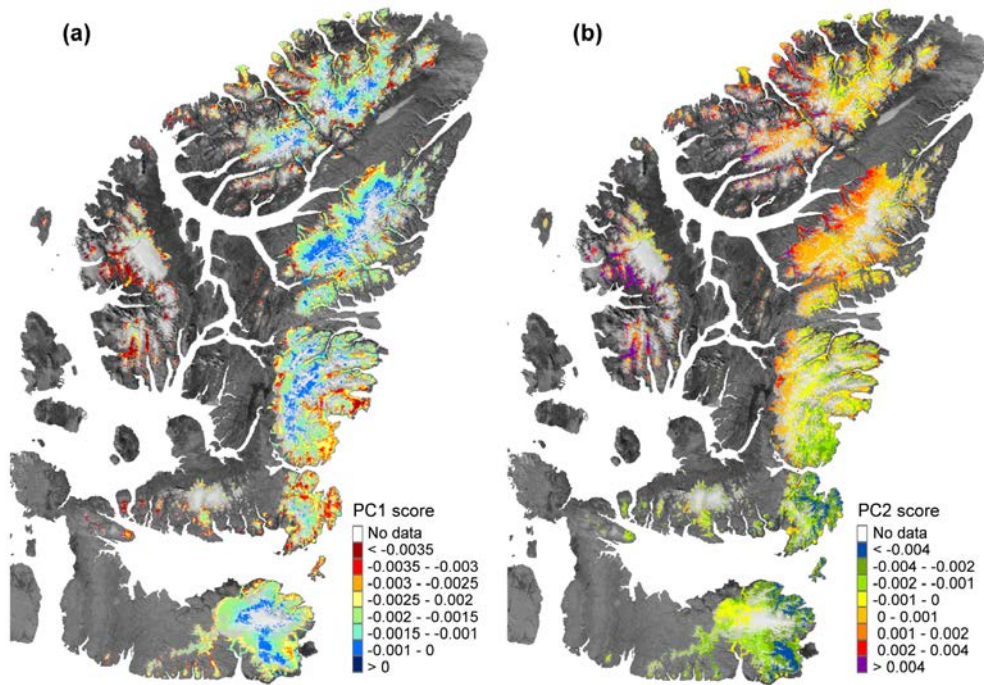 (a)
PC1 score
No data
< -0.0035
-0.0035 - -0.003
-0.003 - -0.0025
-0.0025 - 0.002
-0.002 - -0.0015
-0.0015 - -0.001
-0.001 - 0
> 0
(b)
PC2 score
No data
< -0.004
-0.004 - -0.002
-0.002 - -0.001
-0.001 - 0
0 - 0.001
0.001 - 0.002
0.002 - 0.004
> 0.004